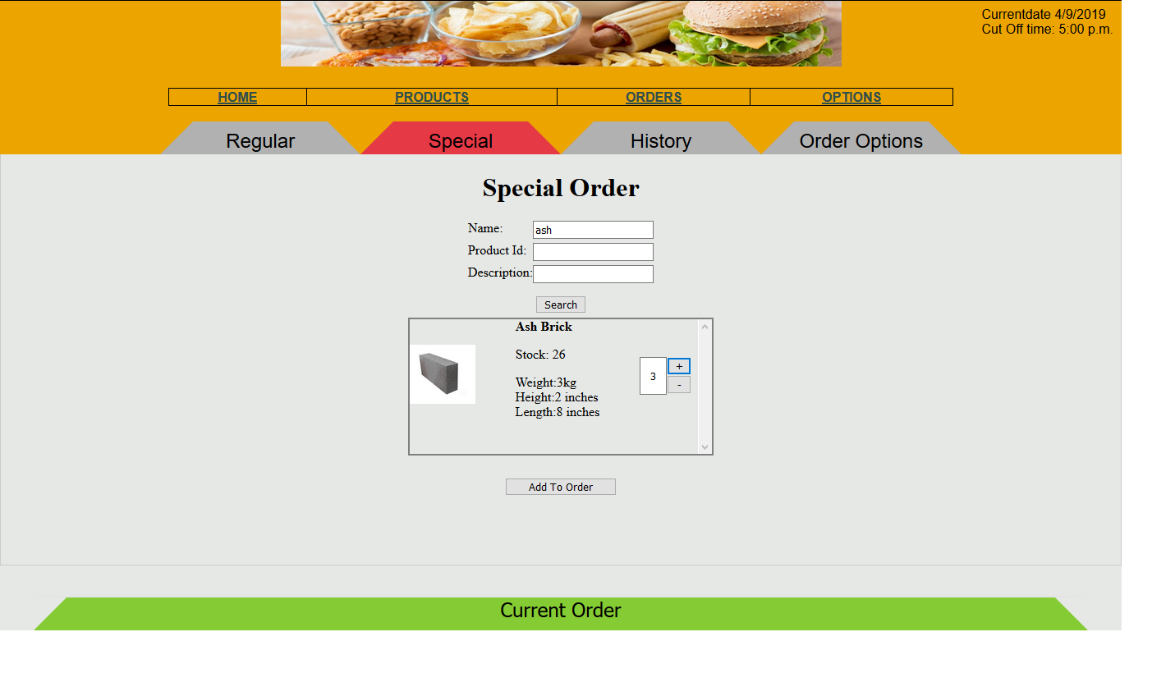 Currentdate 4/9/2019
Cut Off time: 5:00 p.m.
HOME PRODUCTS ORDERS OPTIONS
Regular Special History Order Options
Special Order
Name: ash
Product Id:
Description:
Search
Ash Brick
Stock: 26
3 + -
Weight:3kg
Height:2 inches
Length:8 inches
Add To Order
Current Order